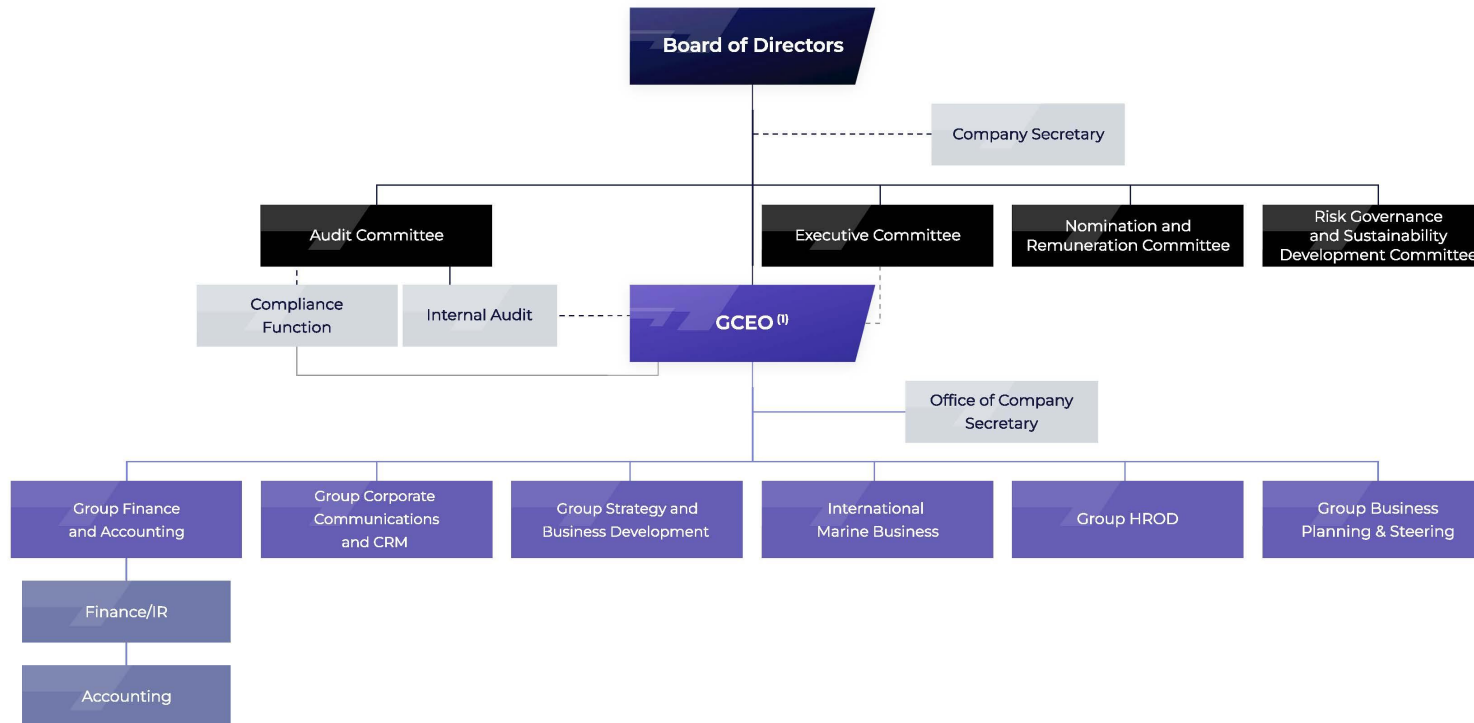 Board of Directors
Company Secretary
Audit Committee
Executive Committee
Nomination and
Remuneration Committee
Risk Governance
and Sustainability
Development Committee
Compliance
Function
Internal Audit
GCEO (1)
Office of Company
Secretary
Group Finance
and Accounting
Group Corporate
Communications
and CRM
Group Strategy and
Business Development
International
Marine Business
Group HROD
Group Business
Planning & Steering
Finance/IR
Accounting